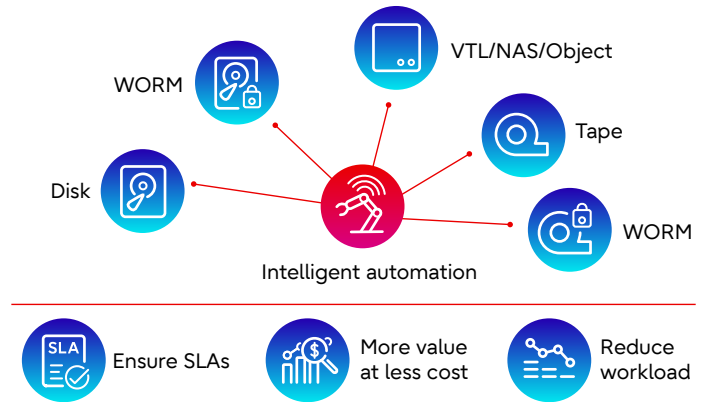 VTL/NAS/Object
WORM
Tape
Disk
WORM
Intelligent automation
SLA
Ensure SLAs
$
More value
at less cost
Reduce
workload